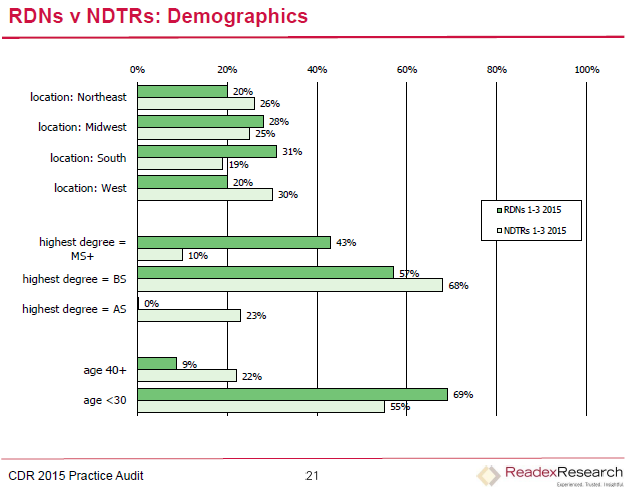 RDNs v NDTRs: Demographics
0% 20% 40% 60% 80% 100%
location: Northeast 20%
26%
location: Midwest 28%
25%
location: South 31%
19%
location: West 20%
30%
RDNs 1-3 2015
NDTRs 1-3 2015
highest degree = MS+ 43%
10%
highest degree = BS 57%
68%
highest degree = AS 0%
23%
age 40+ 9%
22%
age <30 69%
55%
CDR 2015 Practice Audit 21 ReadexResearch
Experienced. Trusted. Insightful.